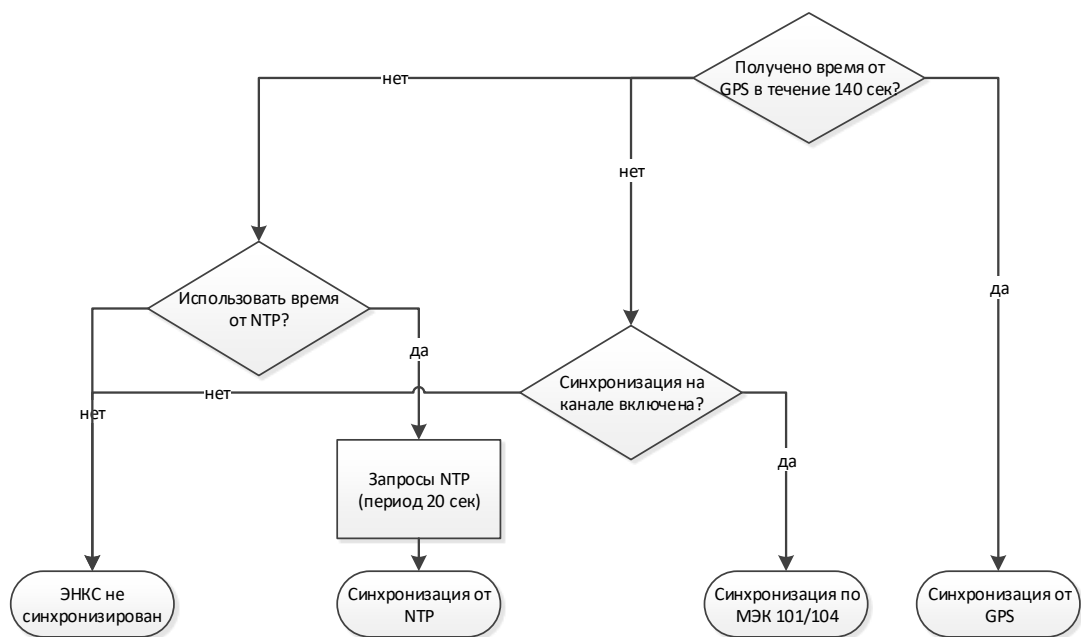 Получено время от
GPS в течение 140 сек?
нет
нет
да
Использовать время
от NTP?
да
нет
нет
Синхронизация на
канале включена?
да
Запросы NTP
(период 20 сек)
ЭНКС не
синхронизирован
Синхронизация от
NTP
Синхронизация по
МЭК 101/104
Синхронизация от
GPS